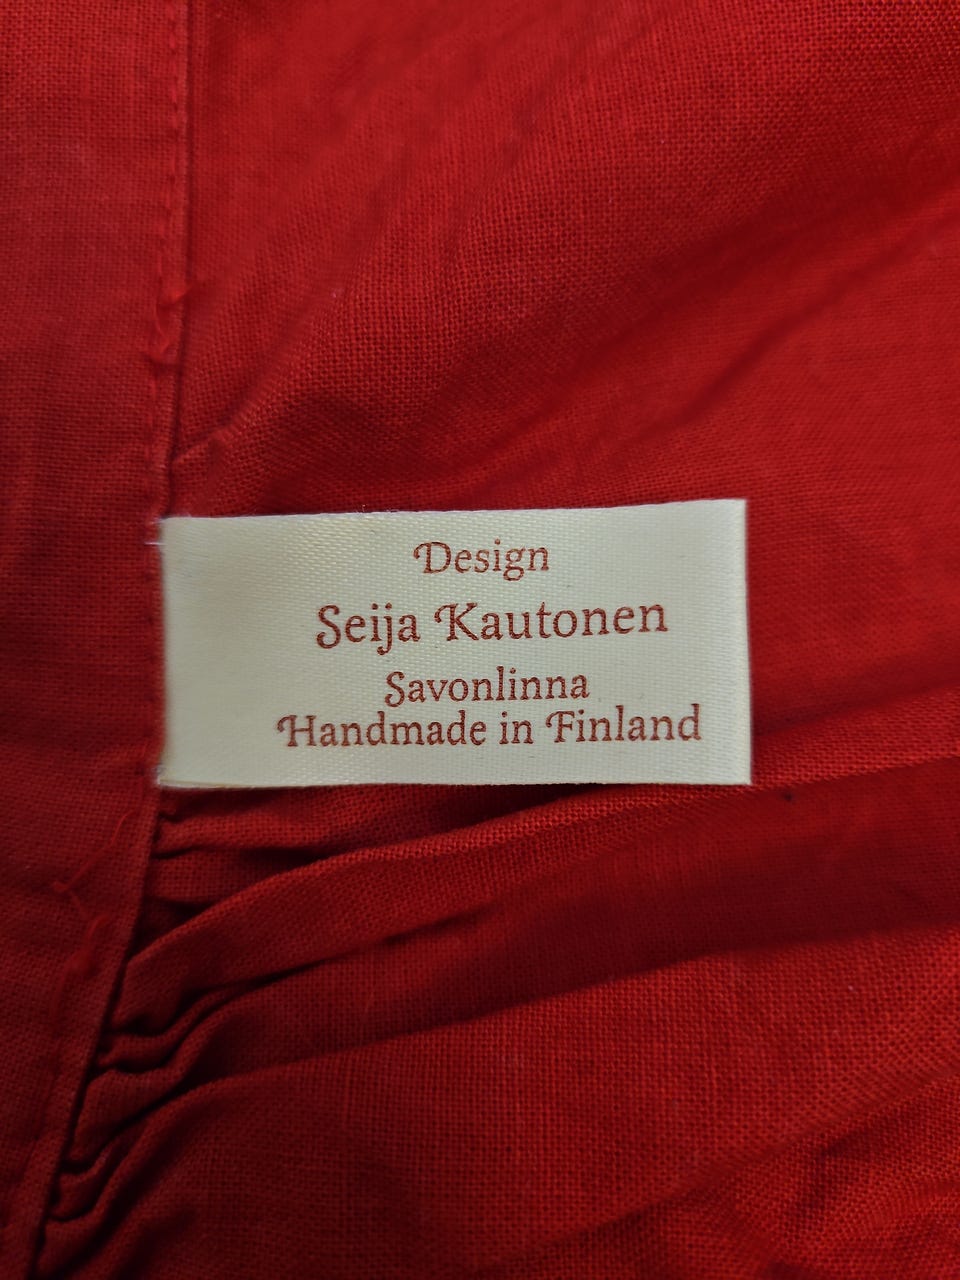 Design
Seija Kautonen
Savonlinna
Handmade in Finland